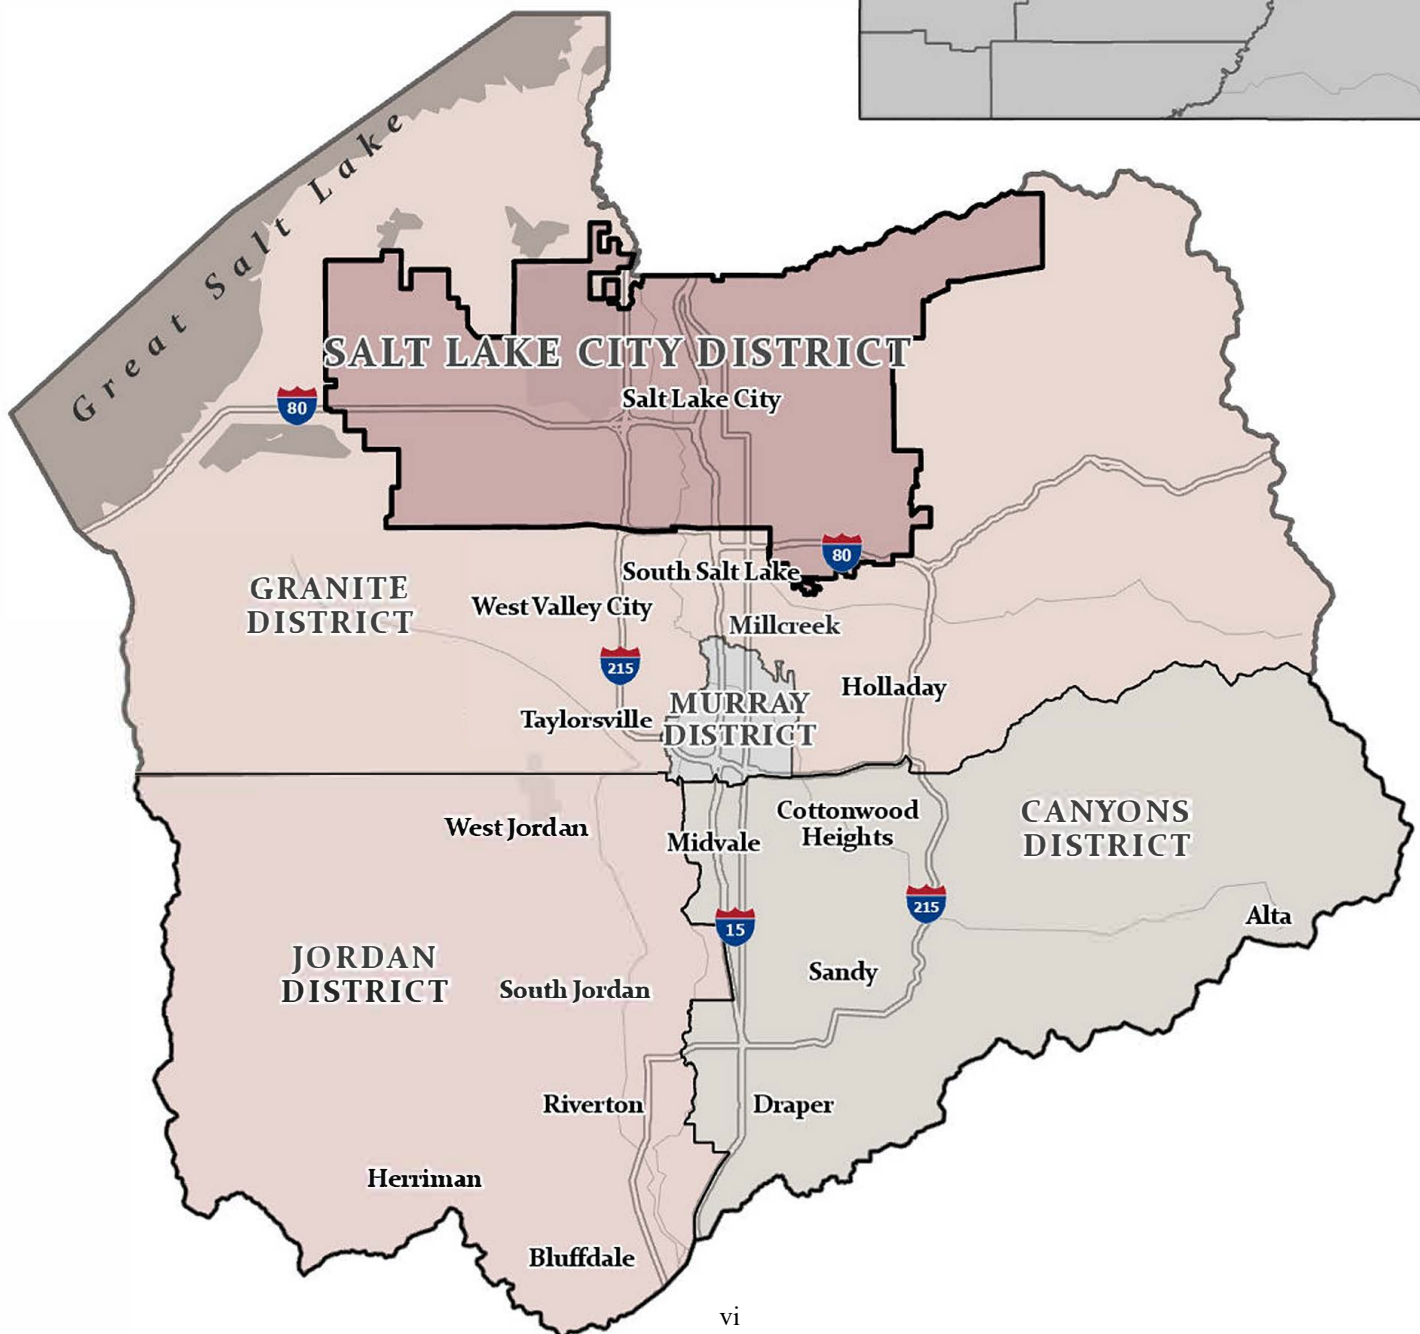 Great Salt Lake
SALT LAKE CITY DISTRICT
80
Salt Lake City
80
South Salt Lake
GRANITE
DISTRICT
West Valley City
Millcreek
215
Holladay
MURRAY
DISTRICT
Taylorsville
CANYONS
DISTRICT
Cottonwood
Heights
West Jordan
Midvale
215
Alta
15
JORDAN
DISTRICT
Sandy
South Jordan
Riverton
Draper
Herriman
Bluffdale
vi